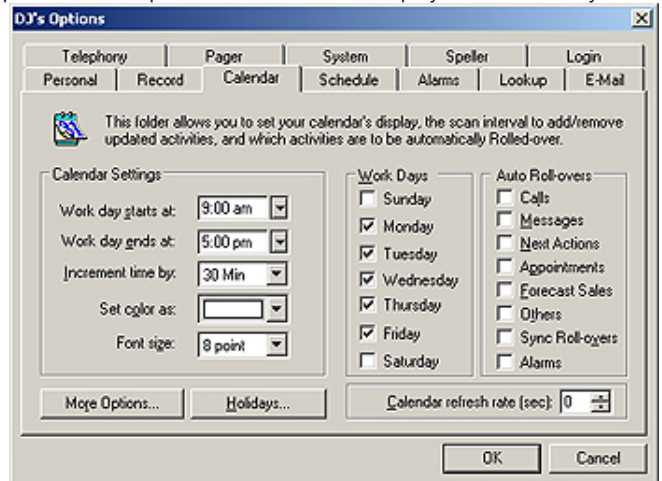 DJ's Options
Telephony Pager System Speller Login
Personal Record Calendar Schedule Alarms Lookup E-Mail
This folder allows you to set your calendar's display, the scan interval to add/remove
updated activities, and which activities are to be automatically Rolled-over.
Calendar Settings
Work day starts at: 9:00 am
Work day ends at: 5:00 pm
Increment time by: 30 Min
Set color as:
Font size: 8 point
Work Days
Sunday
Monday
Tuesday
Wednesday
Thursday
Friday
Saturday
Auto Roll-overs
Calls
Messages
Next Actions
Appointments
Forecast Sales
Others
Sync Roll-overs
Alarms
More Options... Holidays...
Calendar refresh rate (sec): 0
OK Cancel